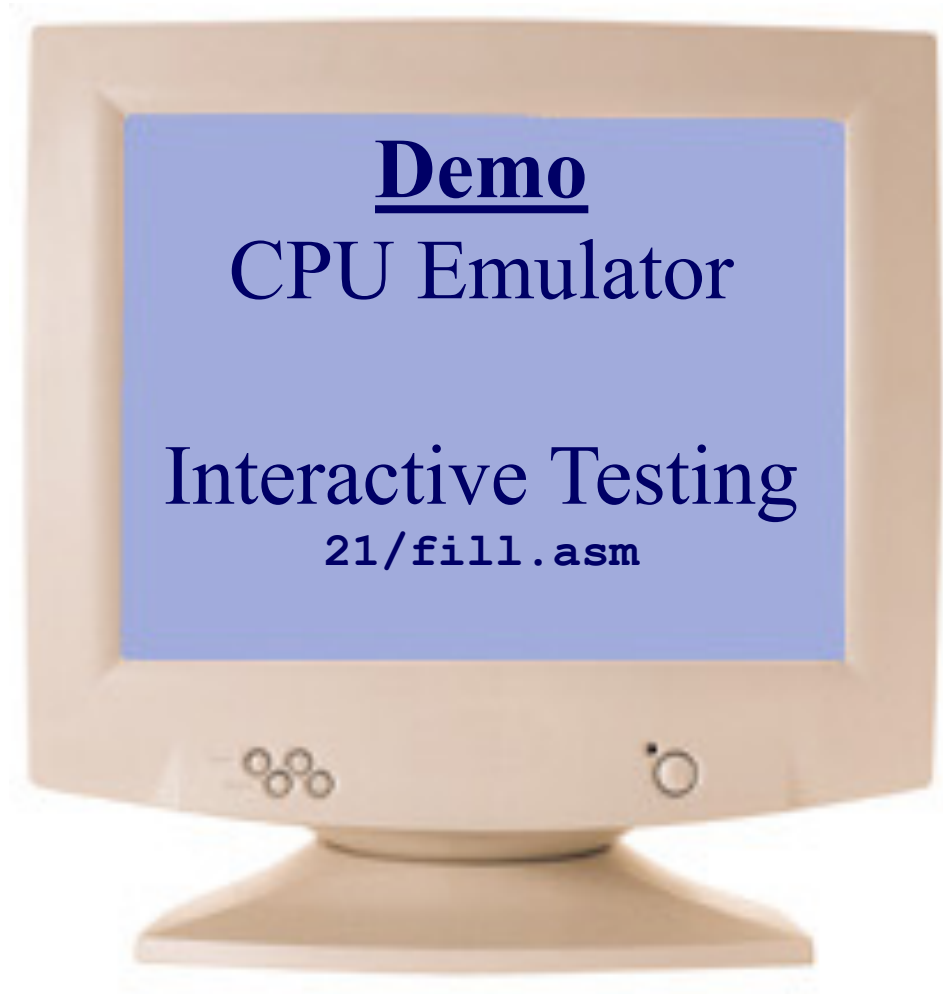 Demo
CPU Emulator
Interactive Testing
21/fill.asm